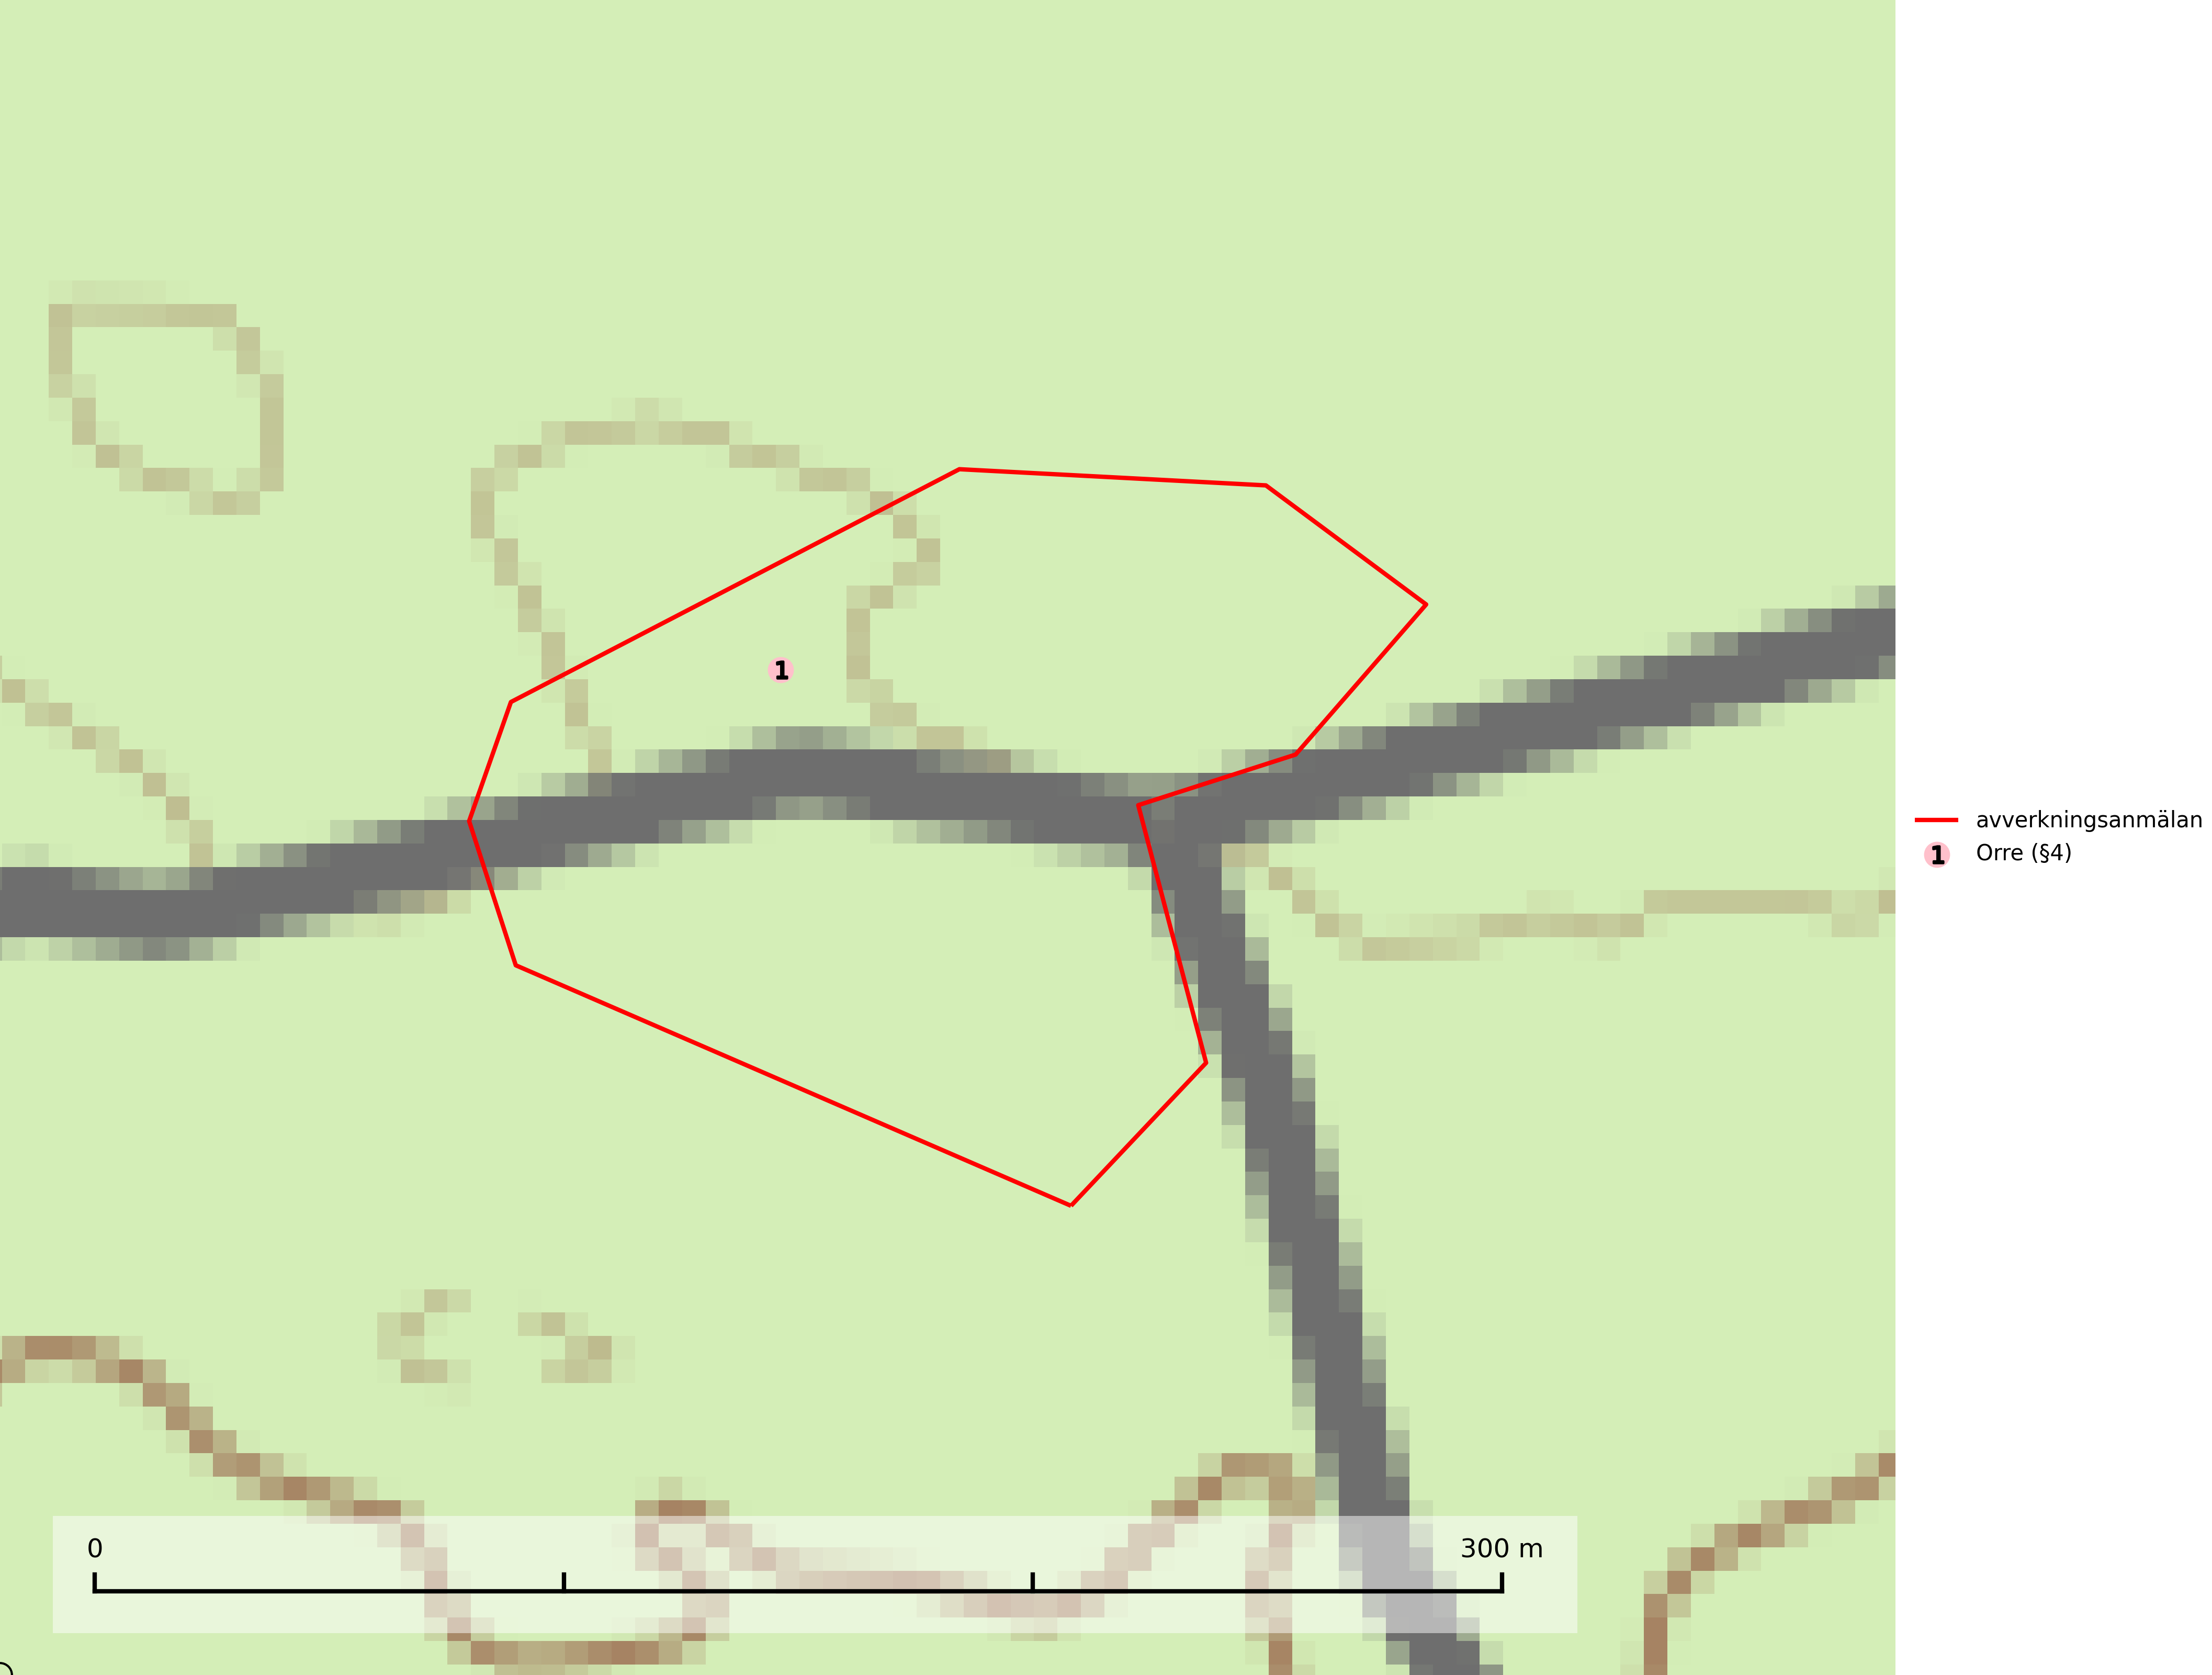 1
avverkningsanmälan
1 Orre (§4)
0 300 m